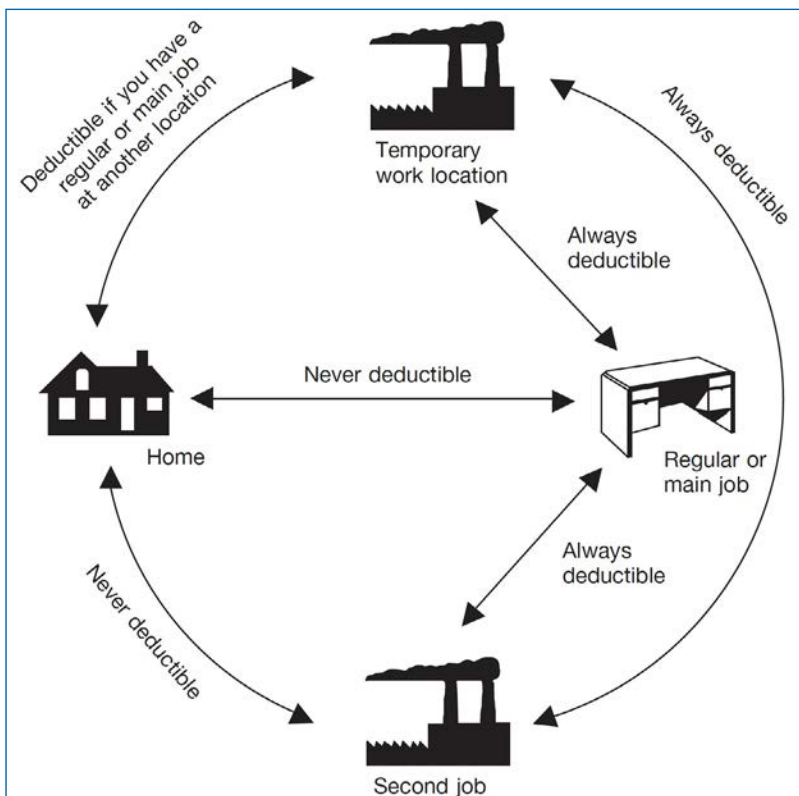 Deductible if you have a
regular or main job
at another location
Temporary
work location
Always deductible
Always
deductible
Never deductible
Home
Regular or
main job
Never deductible
Always
deductible
Second job